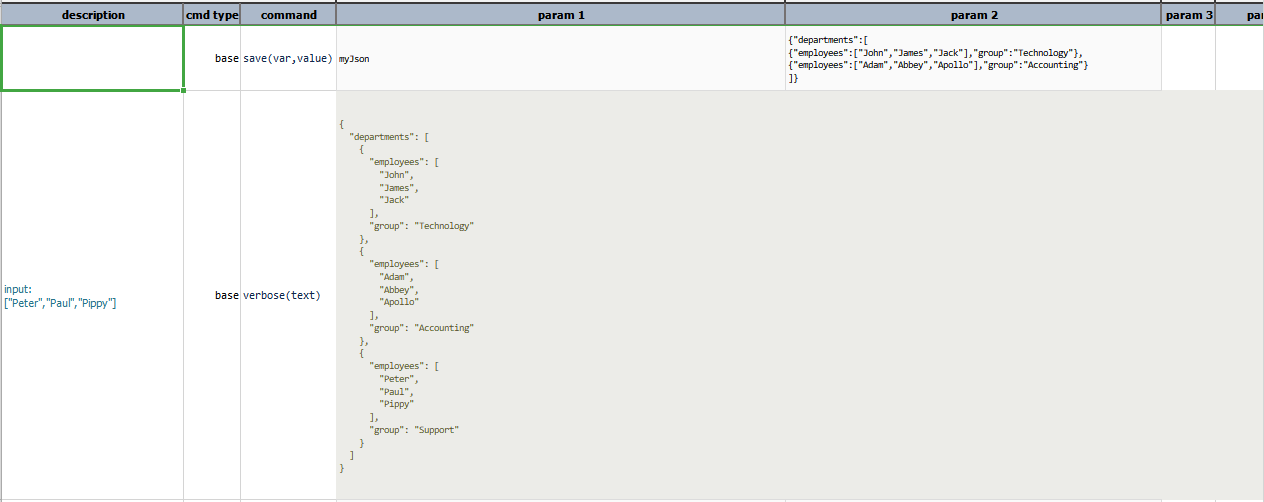 description cmd type command param 1 param 2 param 3
base save(var,value) myJson
{"departments":[
{"employees":["John","James","Jack"],"group":"Technology"},
{"employees":["Adam","Abbey","Apollo"],"group":"Accounting"}
]}
input:
["Peter","Paul","Pippy"]
base verbose(text)
{
"departments": [
{
"employees": [
"John",
"James",
"Jack"
],
"group": "Technology"
},
{
"employees": [
"Adam",
"Abbey",
"Apollo"
],
"group": "Accounting"
},
{
"employees": [
"Peter",
"Paul",
"Pippy"
],
"group": "Support"
}
]
}